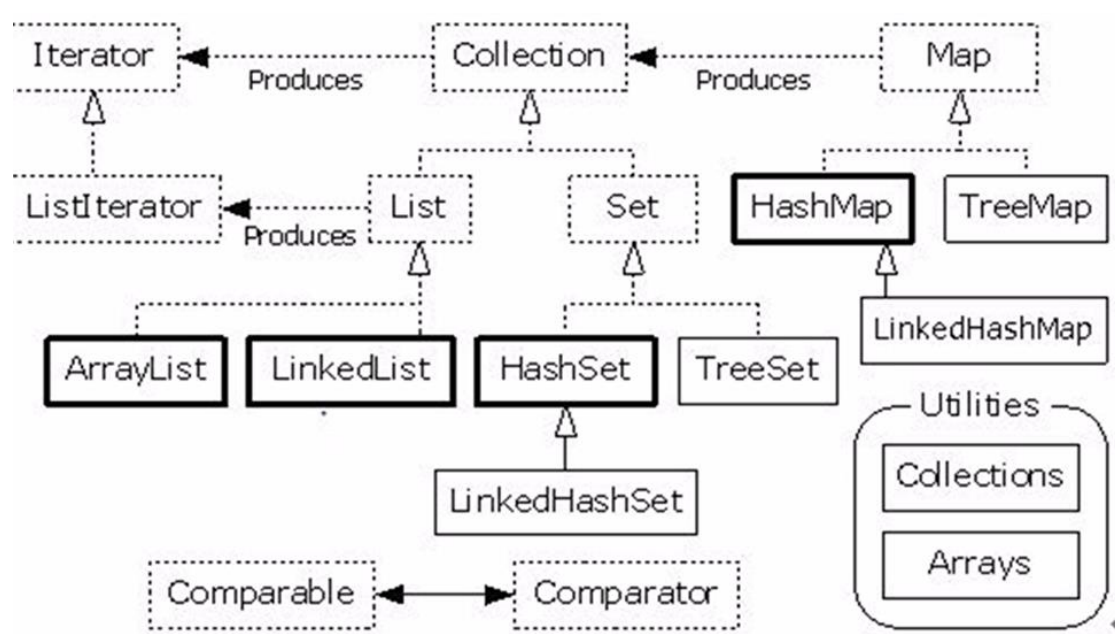 Iterator
Produces
Collection
Produces
Map
ListIterator
Produces
List
Set
HashMap
TreeMap
LinkedHashMap
ArrayList
LinkedList
HashSet
TreeSet
Utilities
Collections
LinkedHashSet
Arrays
Comparable
Comparator